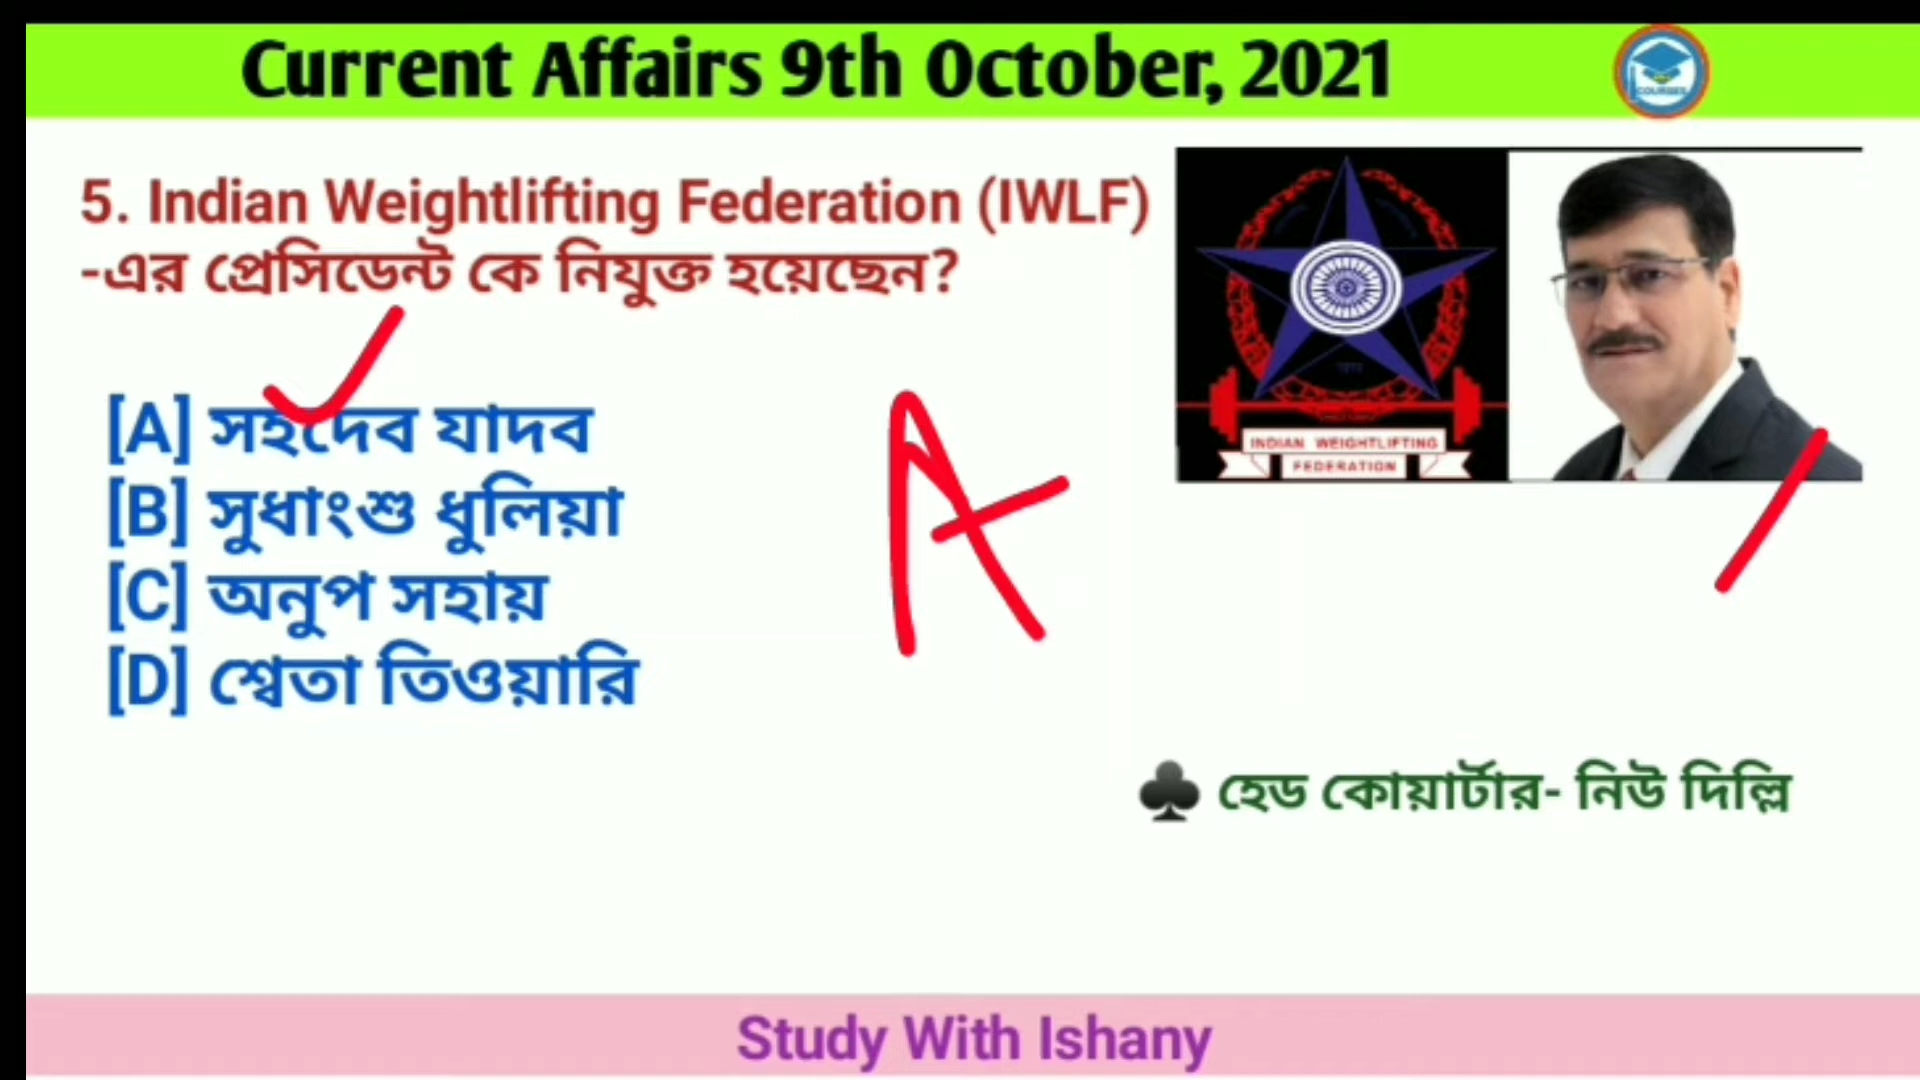 Current Affairs 9th October, 2021
COURSES
5. Indian Weightlifting Federation (IWLF)
-এর প্রেসিডেন্ট কে নিযুক্ত হয়েছেন?
[A] সহদেব যাদব
[B] সুধাংশু ধুলিয়া
[C] অনুপ সহায়
[D] শ্বেতা তিওয়ারি
A
INDIAN WEIGHTLIFTING
FEDERATION
♣ হেড কোয়ার্টার- নিউ দিল্লি
Study With Ishany